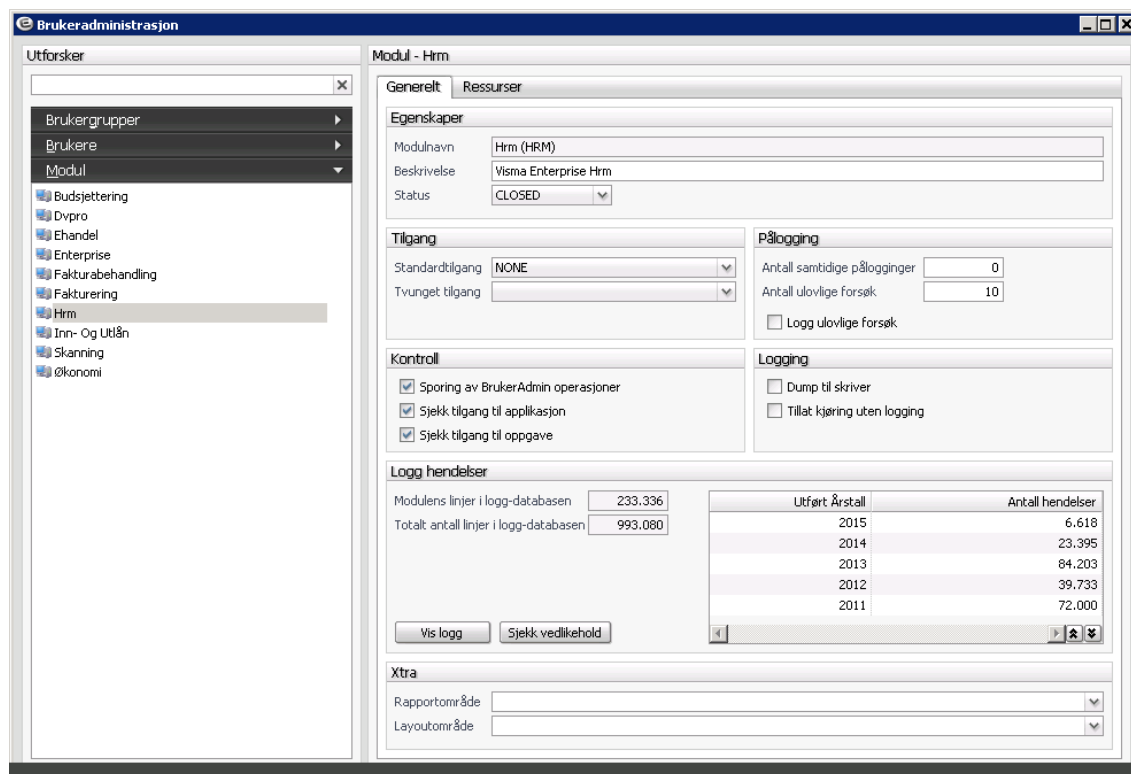 Brukeradministrasjon
Utforsker
Brukergrupper
Brukere
Modul
Budsjettering
Dvpro
Ehandel
Enterprise
Fakturabehandling
Fakturering
Hrm
Inn- Og Utlån
Skanning
Økonomi
Modul - Hrm
Generelt Ressurser
Egenskaper
Modulnavn Hrm (HRM)
Beskrivelse Visma Enterprise Hrm
Status CLOSED
Tilgang
Standardtilgang NONE
Tvunget tilgang
Pålogging
Antall samtidige pålogginger 0
Antall ulovlige forsøk 10
Logg ulovlige forsøk
Kontroll
Sporing av BrukerAdmin operasjoner
Sjekk tilgang til applikasjon
Sjekk tilgang til oppgave
Logging
Dump til skriver
Tillat kjøring uten logging
Logg hendelser
Modulens linjer i logg-databasen 233.336
Totalt antall linjer i logg-databasen 993.080
Utført Årstall Antall hendelser
2015 6.618
2014 23.395
2013 84.203
2012 39.733
2011 72.000
Vis logg Sjekk vedlikehold
Xtra
Rapportområde
Layoutområde